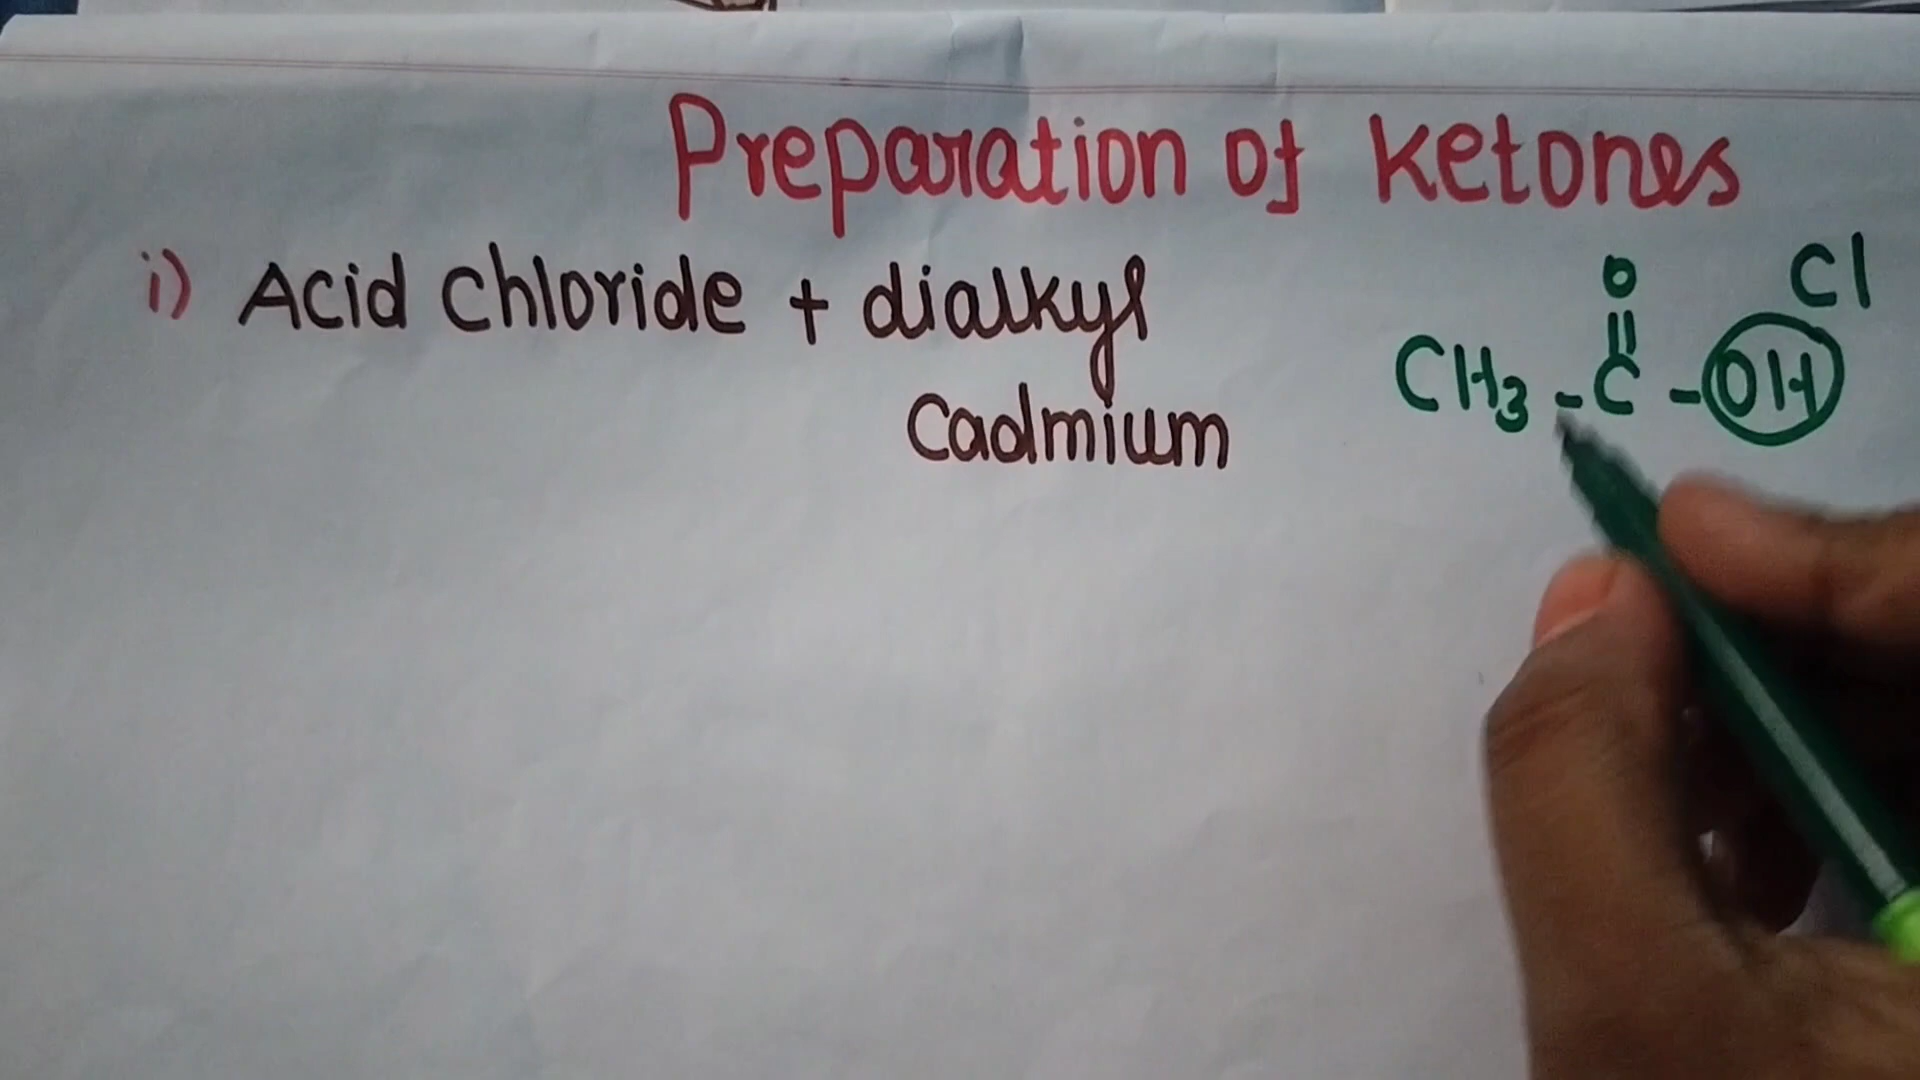 Preparation of Ketones
i) Acid Chloride + dialkyl
Cadmium
O Cl
||
CH3 - C - OH